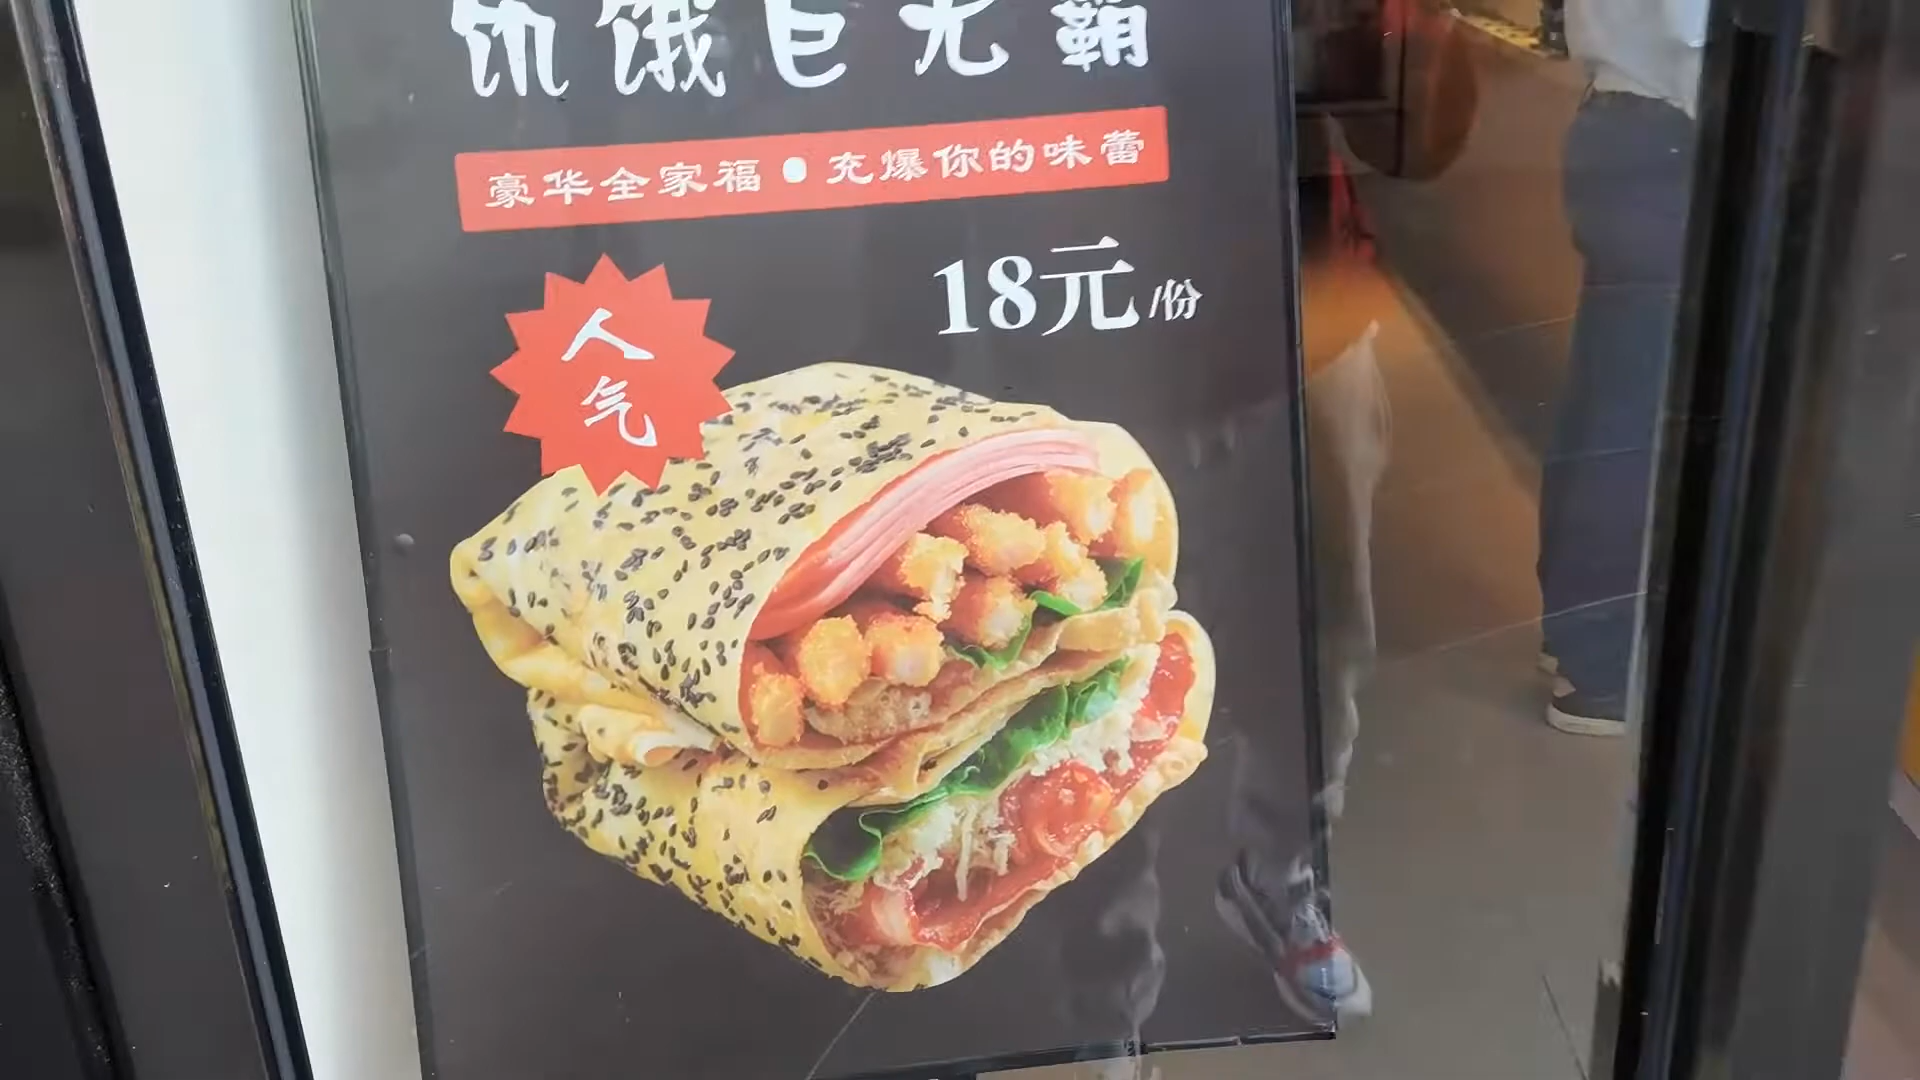 饥饿巨无霸
豪华全家福•充爆你的味蕾
18元/份
人气